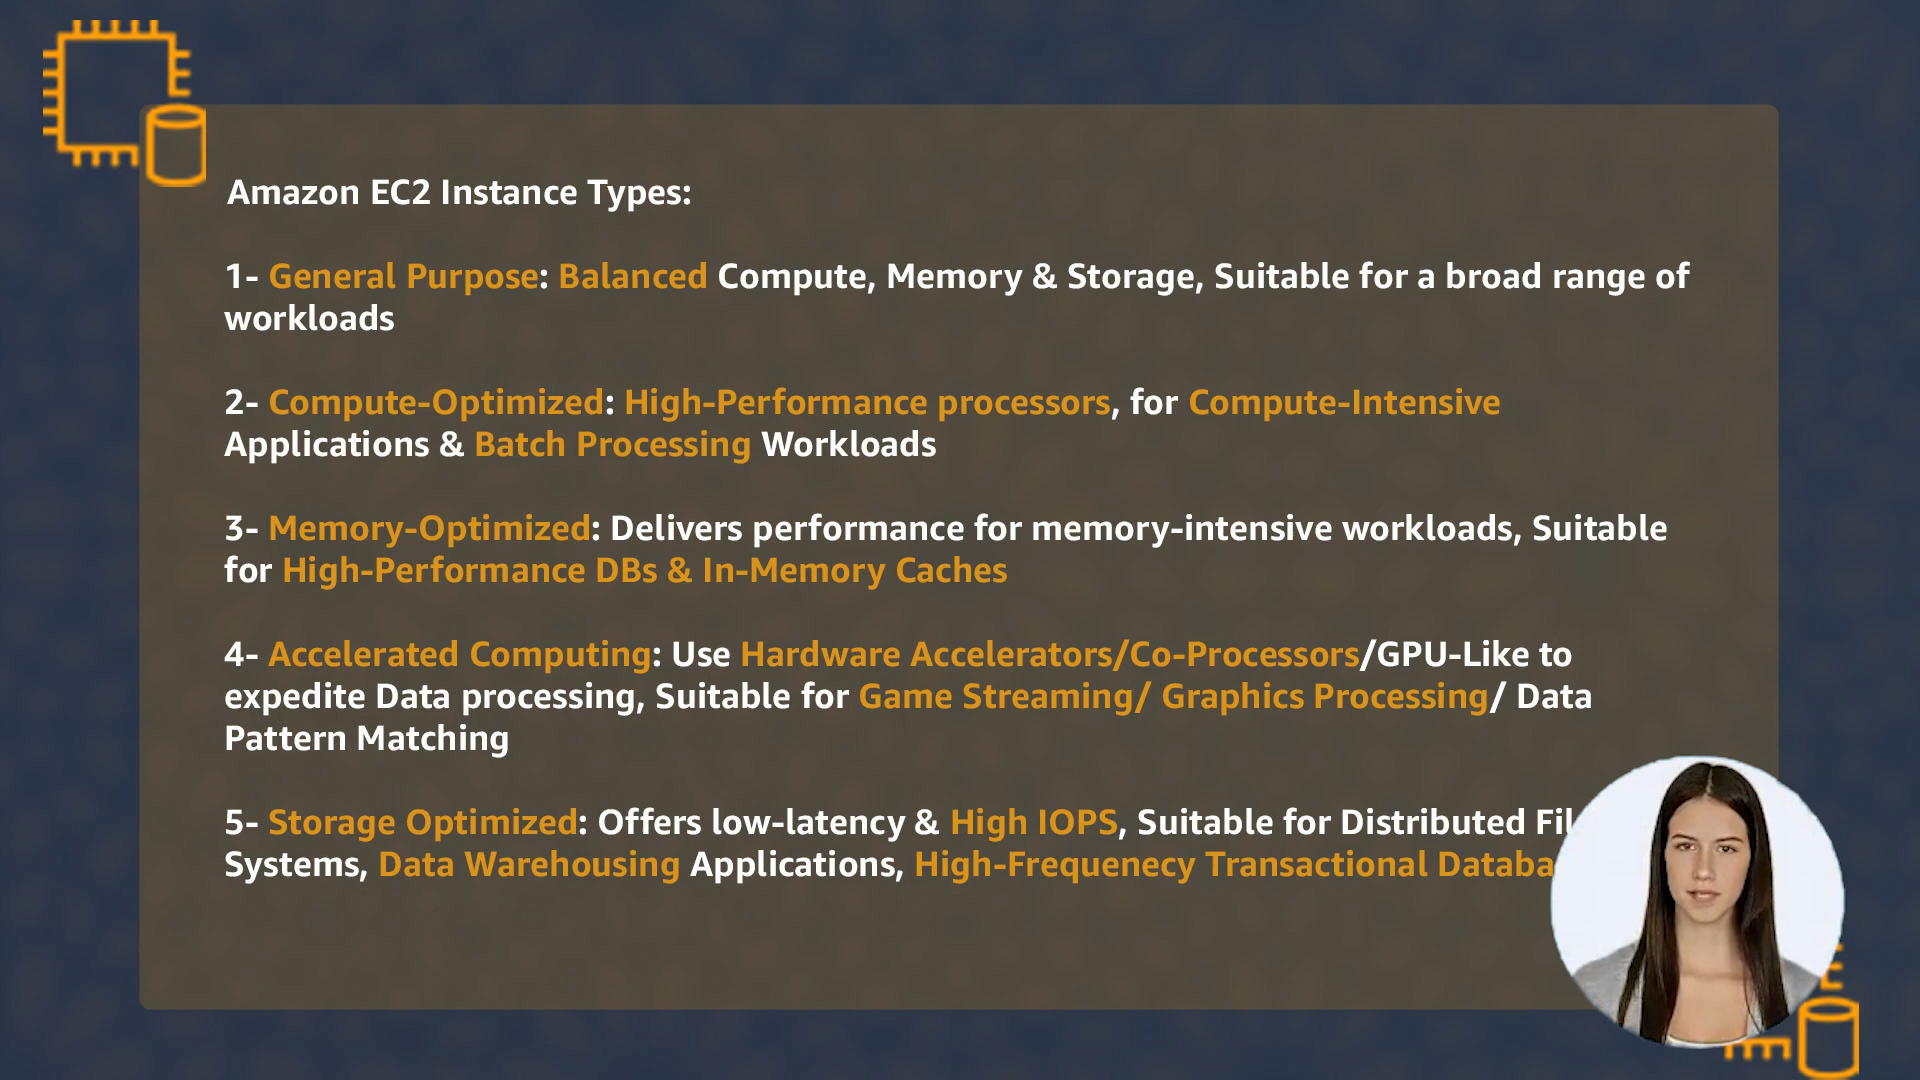 Amazon EC2 Instance Types:
1- General Purpose: Balanced Compute, Memory & Storage, Suitable for a broad range of
workloads
2- Compute-Optimized: High-Performance processors, for Compute-Intensive
Applications & Batch Processing Workloads
3- Memory-Optimized: Delivers performance for memory-intensive workloads, Suitable
for High-Performance DBs & In-Memory Caches
4- Accelerated Computing: Use Hardware Accelerators/Co-Processors/GPU-Like to
expedite Data processing, Suitable for Game Streaming/ Graphics Processing/ Data
Pattern Matching
5- Storage Optimized: Offers low-latency & High IOPS, Suitable for Distributed
Systems, Data Warehousing Applications, High-Frequenecy Transactional